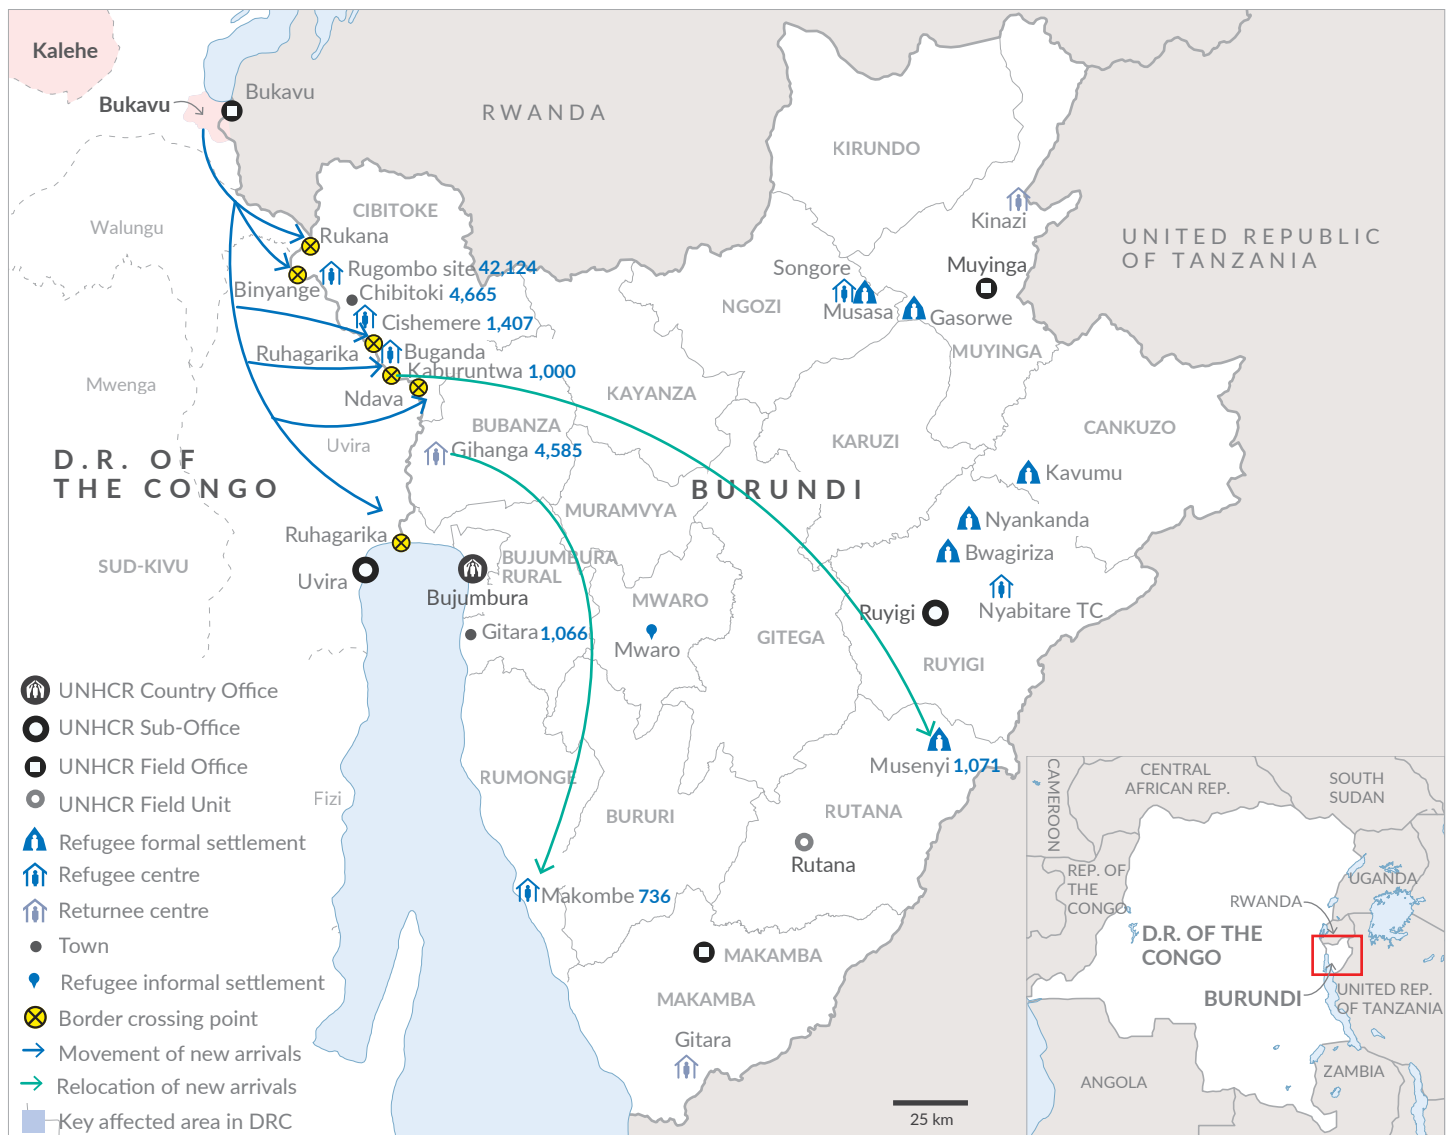 Kalehe
Bukavu
Bukavu
RWANDA
KIRUNDO
CIBITOKE
Kinazi
Walungu
Rukana
UNITED REPUBLIC
OF TANZANIA
Rugombo site 42,124
Songore
Muyinga
Binyange
Chibitoki 4,665
NGOZI
Musasa
Gasorwe
Cishemere 1,407
Ruhagarika
Buganda
MUYINGA
Kaburuntwa 1,000
Mwenga
Ndava
KAYANZA
BUBANZA
KARUZI
CANKUZO
Uvira
Gihanga 4,585
D.R. OF
THE CONGO
Kavumu
BURUNDI
MURAMVYA
Nyankanda
Ruhagarika
Bwagiriza
SUD-KIVU
BUJUMBURA
RURAL
Uvira
Bujumbura
MWARO
Nyabitare TC
Ruyigi
Gitara 1,066
GITEGA
Mwaro
RUYIGI
UNHCR Country Office
UNHCR Sub-Office
UNHCR Field Office
UNHCR Field Unit
Refugee formal settlement
Refugee centre
Returnee centre
Town
Refugee informal settlement
Border crossing point
Movement of new arrivals
Relocation of new arrivals
Key affected area in DRC
Fizi
RUMONGE
BURURI
Musenyi 1,071
RUTANA
Rutana
Makombe 736
MAKAMBA
MAKAMBA
Gitara
25 km
CAMEROON
CENTRAL
AFRICAN REP.
SOUTH
SUDAN
REP. OF
THE
CONGO
UGANDA
RWANDA
D.R. OF THE
CONGO
BURUNDI
UNITED REP.
OF TANZANIA
ANGOLA
ZAMBIA